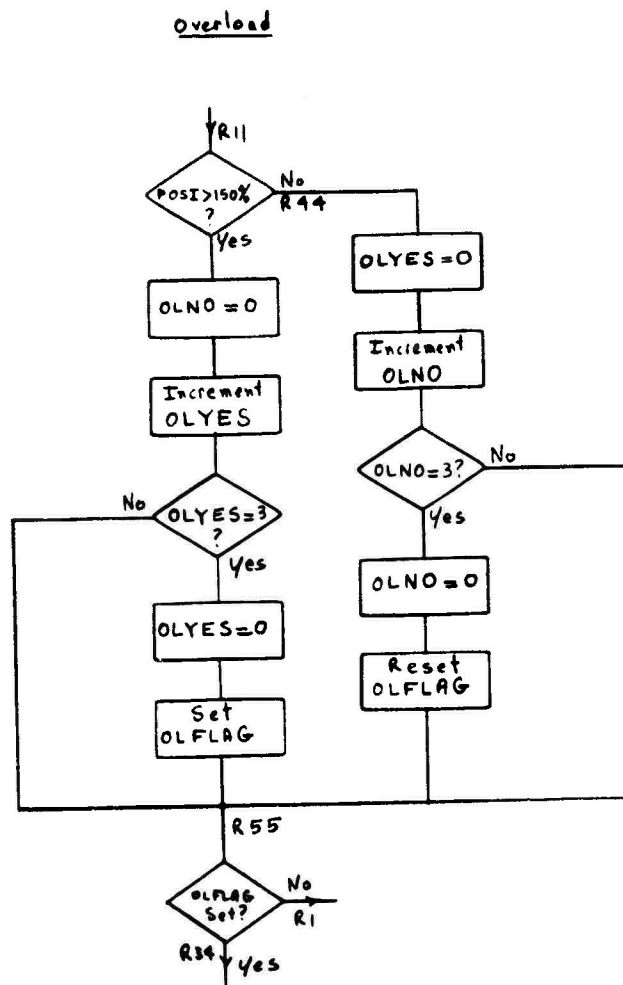 Overload
R11
POSI>150%
?
No
R44
Yes
OLNO=0
Increment
OLYES
No
OLYES=3
?
Yes
OLYES=0
Set
OLFLAG
OLYES=0
Increment
OLNO
OLNO=3?
No
Yes
OLNO=0
Reset
OLFLAG
R55
OLFLAG
Set?
No
R1
R34
Yes